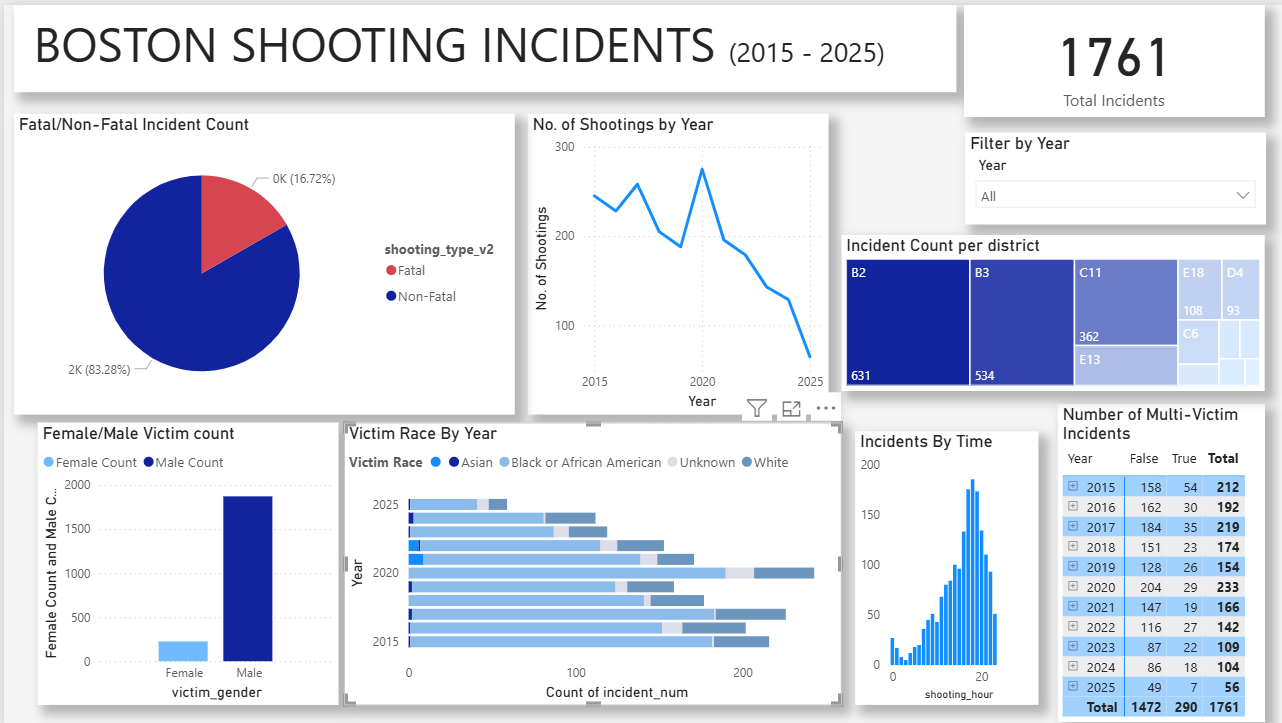 BOSTON SHOOTING INCIDENTS (2015 - 2025)
1761
Total Incidents
Filter by Year
Year
All
Fatal/Non-Fatal Incident Count
0K (16.72%)
2K (83.28%)
shooting_type_v2
Fatal
Non-Fatal
No. of Shootings by Year
No. of Shootings
300
200
100
2015 2020 2025
Year
Incident Count per district
B2
631
B3
534
C11
362
E13
E18
108
D4
93
C6
Female/Male Victim count
Female Count Male Count
Female Count and Male C...
2000
1500
1000
500
0
Female Male
victim_gender
Victim Race By Year
Victim Race Asian Black or African American Unknown White
Year
2025
2020
2015
0 100 200
Count of incident_num
Incidents By Time
200
150
100
50
0
0 20
shooting_hour
Number of Multi-Victim
Incidents
Year False True Total
2015 158 54 212
2016 162 30 192
2017 184 35 219
2018 151 23 174
2019 128 26 154
2020 204 29 233
2021 147 19 166
2022 116 27 142
2023 87 22 109
2024 86 18 104
2025 49 7 56
Total 1472 290 1761